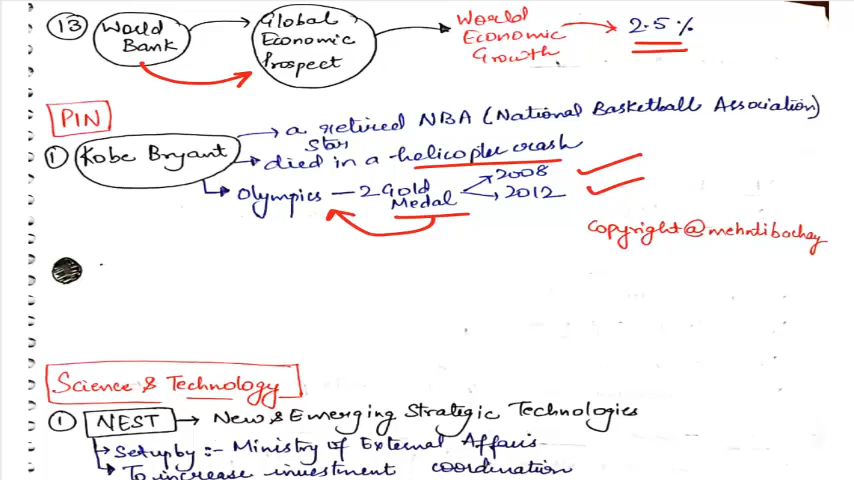 13 World Bank → Global Economic Prospect → World Economic Growth → 2.5%
PIN
1 Kobe Bryant → a retired NBA (National Basketball Association)
star
→ died in a helicopter crash
→ Olympics — 2 Gold Medal → 2008
→ 2012
Copyright@mehntibachay
Science & Technology
1 NEST → New & Emerging Strategic Technologies
→ Setup by :- Ministry of External Affairs
→ To increase investment coordination